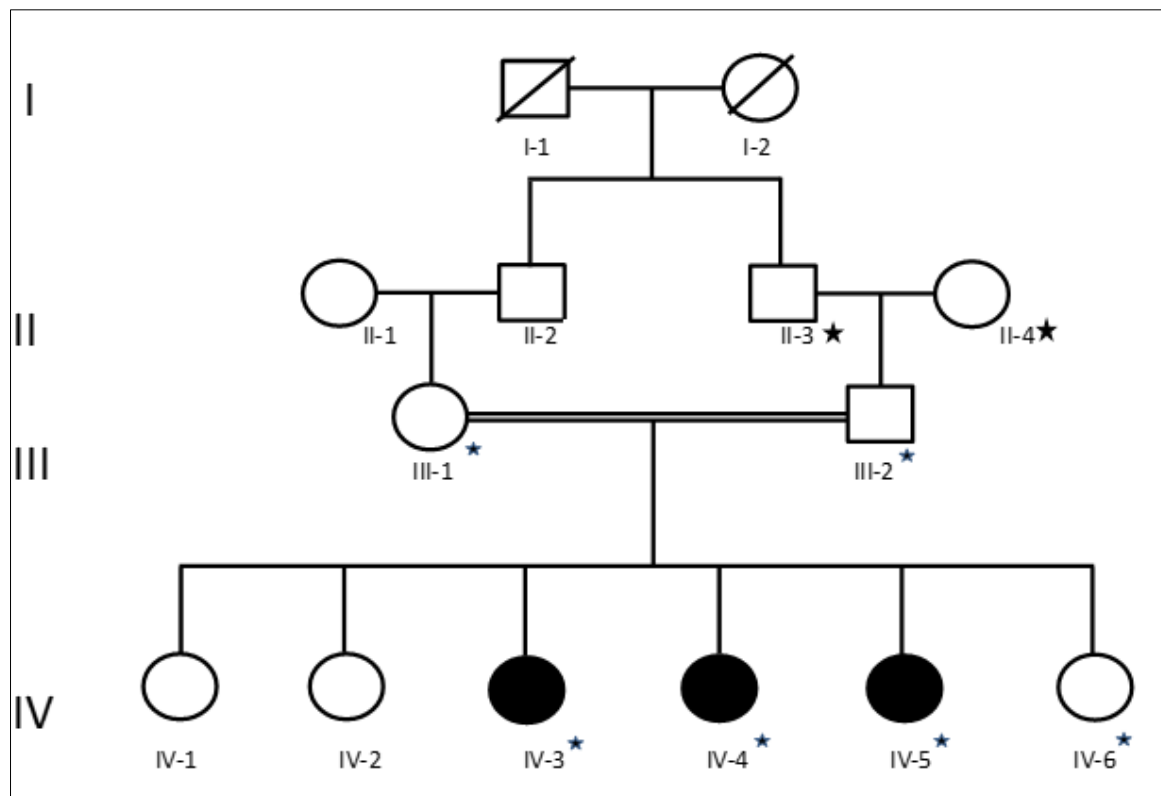 I
I-1 I-2
II
II-1 II-2 II-3 ★ II-4★
III
III-1 ★ III-2 ★
IV
IV-1 IV-2 IV-3 ★ IV-4 ★ IV-5 ★ IV-6 ★